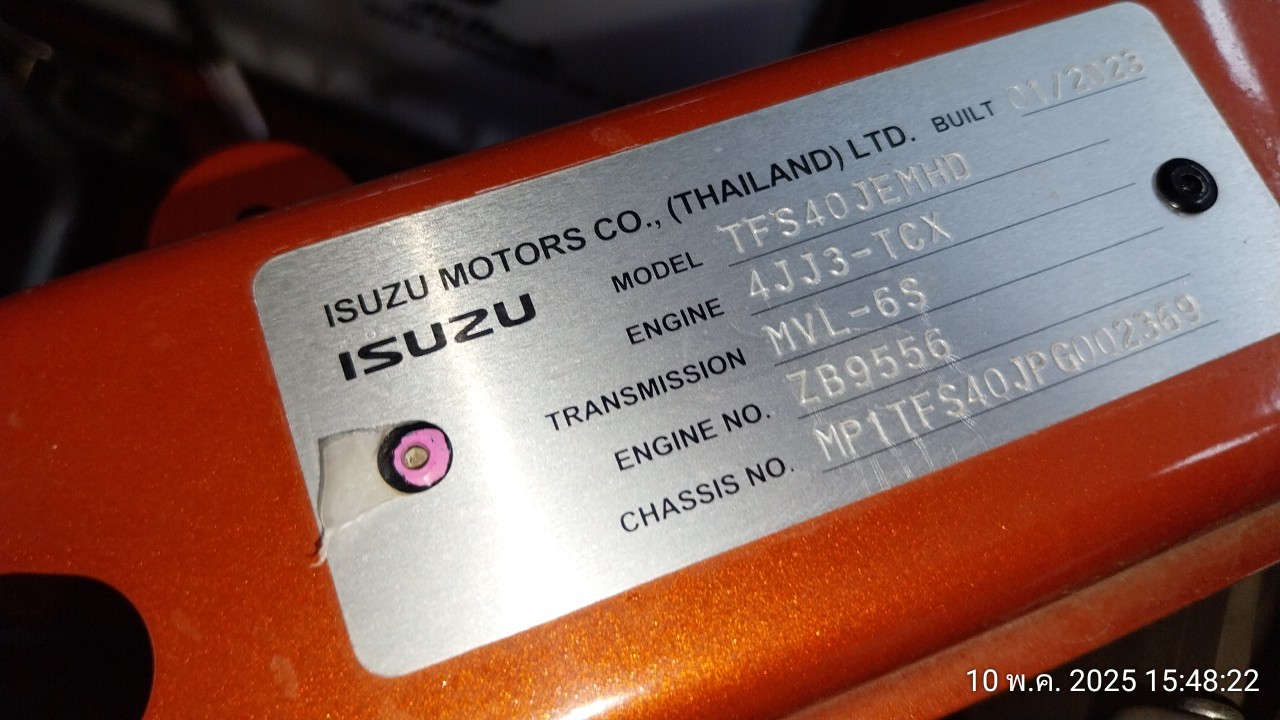 ISUZU MOTORS CO., (THAILAND) LTD. BUILT 01/2023
ISUZU
MODEL TFS40JEMHD
ENGINE 4JJ3-TCX
TRANSMISSION MVL-6S
ENGINE NO. ZB9556
CHASSIS NO. MP1TFS40JPG002369
10 พ.ค. 2025 15:48:22